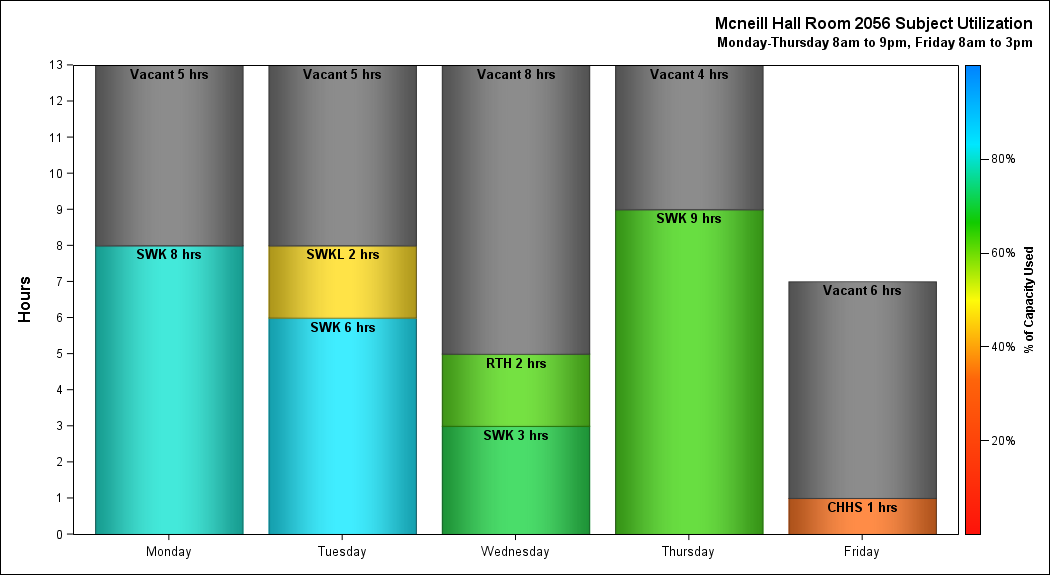 Mcneill Hall Room 2056 Subject Utilization
Monday-Thursday 8am to 9pm, Friday 8am to 3pm
Hours
13
12
11
10
9
8
7
6
5
4
3
2
1
0
Vacant 5 hrs
SWK 8 hrs
Vacant 5 hrs
SWKL 2 hrs
SWK 6 hrs
Vacant 8 hrs
RTH 2 hrs
SWK 3 hrs
Vacant 4 hrs
SWK 9 hrs
Vacant 6 hrs
CHHS 1 hrs
Monday
Tuesday
Wednesday
Thursday
Friday
80%
60%
40%
20%
% of Capacity Used